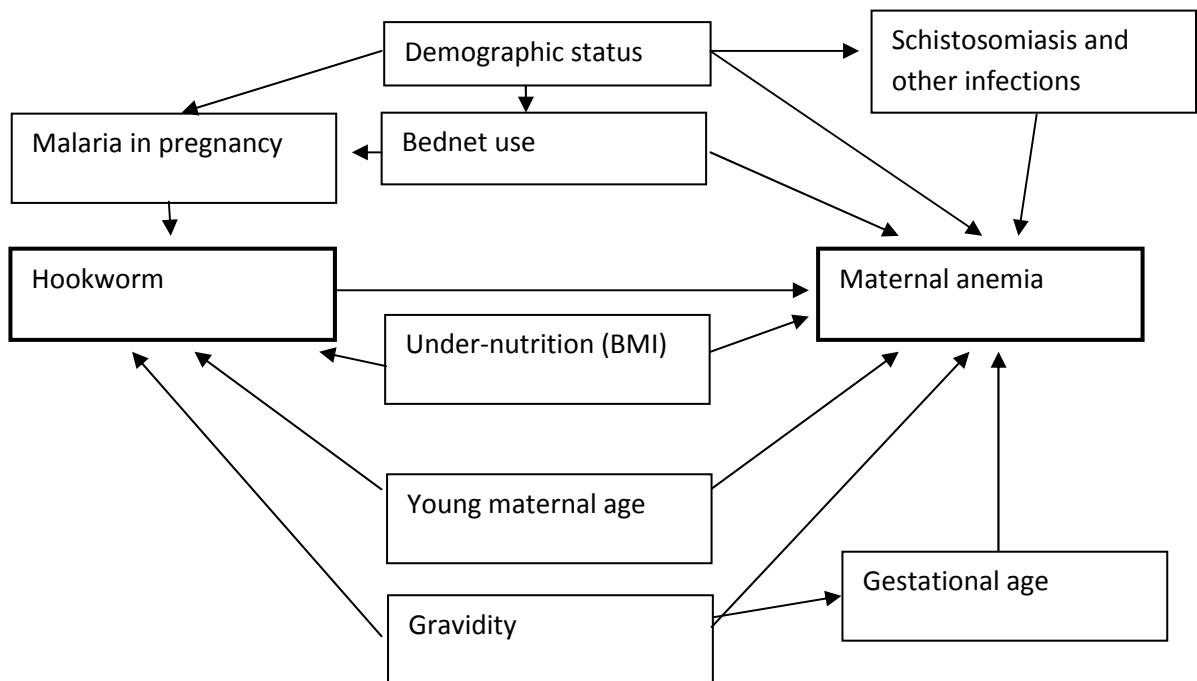 Demographic status
Schistosomiasis and
other infections
Malaria in pregnancy
Bednet use
Hookworm
Maternal anemia
Under-nutrition (BMI)
Young maternal age
Gestational age
Gravidity